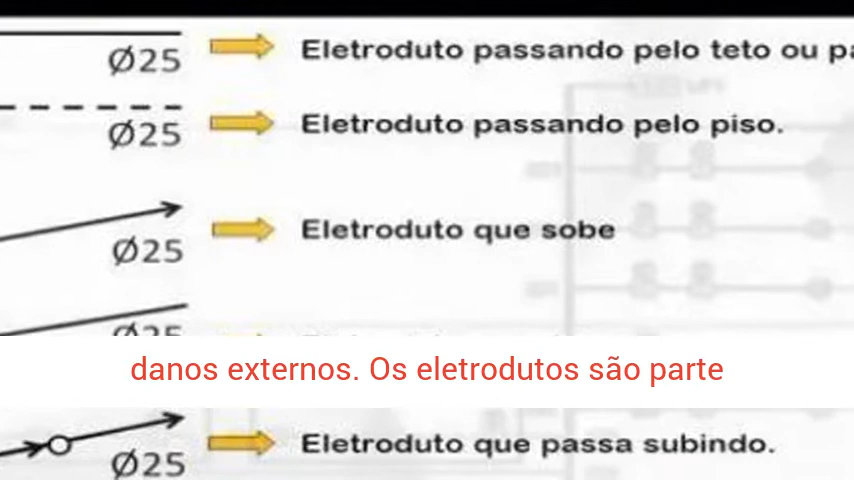 Ø25 Eletroduto passando pelo teto ou
Ø25 Eletroduto passando pelo piso.
Ø25 Eletroduto que sobe
Ø25
danos externos. Os eletrodutos são parte
Ø25 Eletroduto que passa subindo.